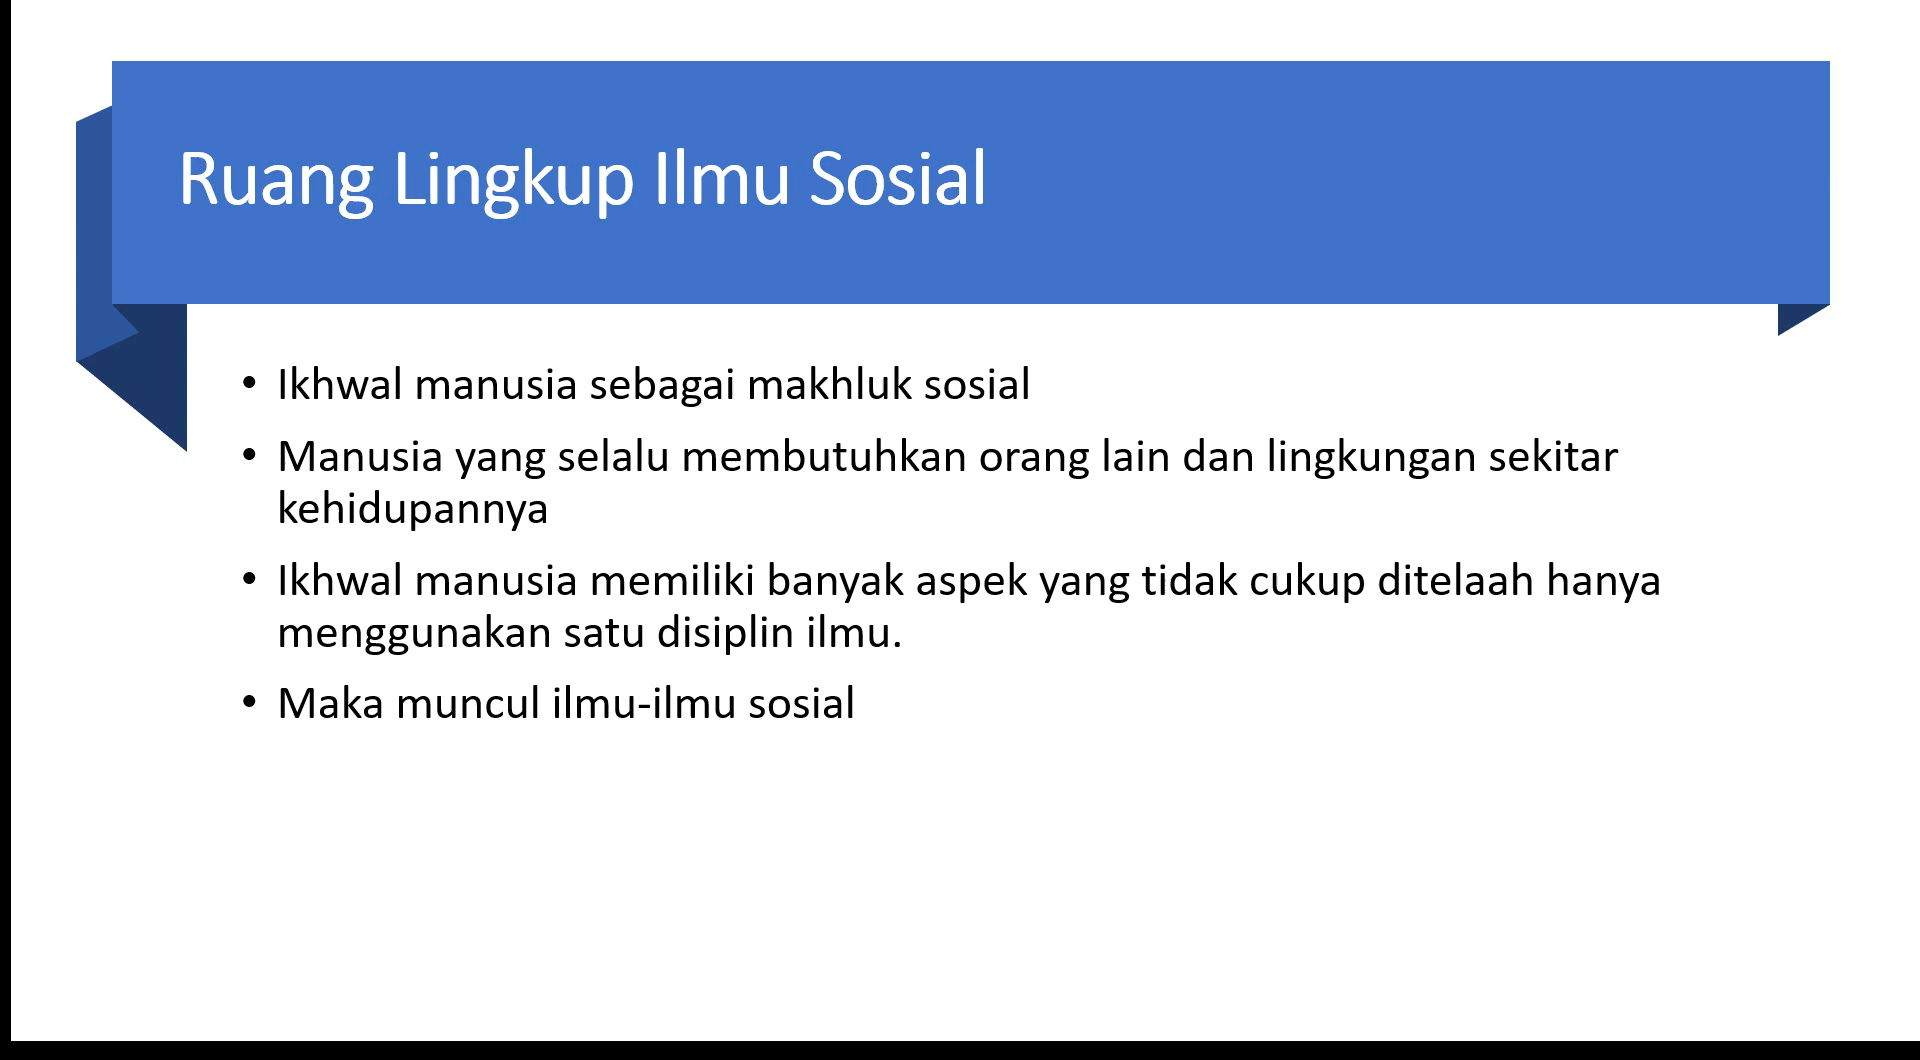 Ruang Lingkup Ilmu Sosial
• Ikhwal manusia sebagai makhluk sosial
• Manusia yang selalu membutuhkan orang lain dan lingkungan sekitar
kehidupannya
• Ikhwal manusia memiliki banyak aspek yang tidak cukup ditelaah hanya
menggunakan satu disiplin ilmu.
• Maka muncul ilmu-ilmu sosial